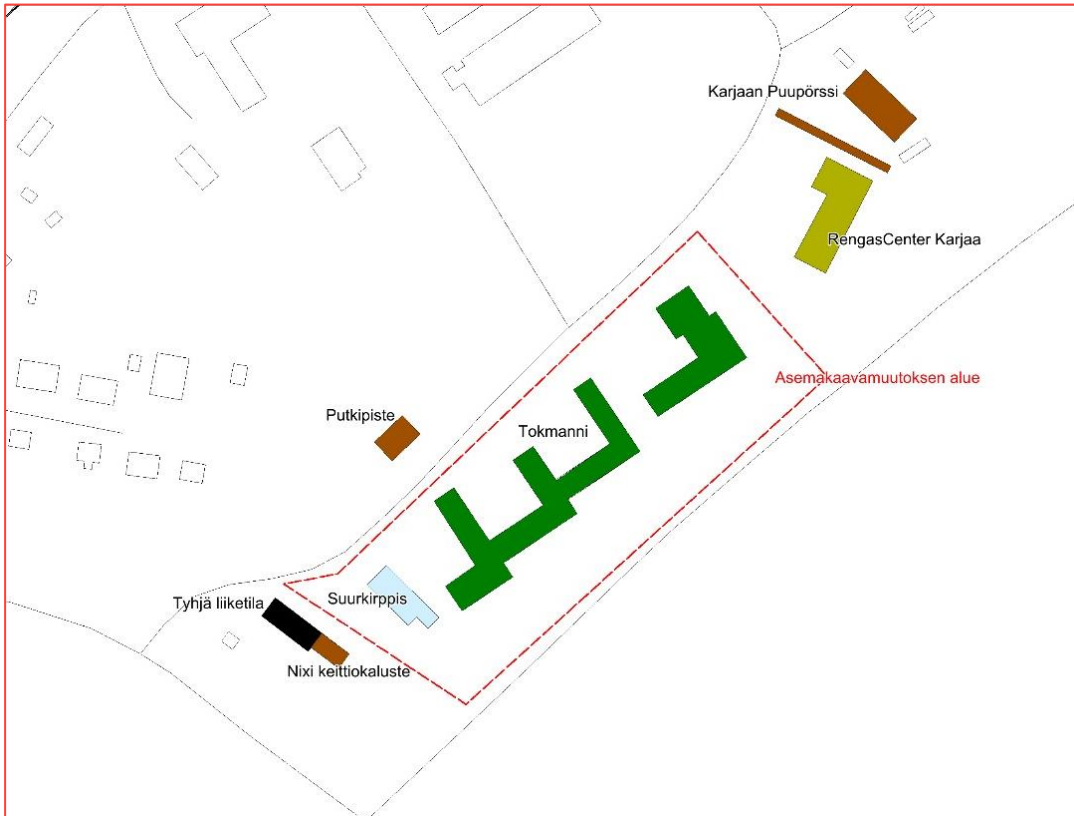 Karjaan Puupörssi
RengasCenter Karjaa
Asemakaavamuutoksen alue
Putkipiste
Tokmanni
Suurkirppis
Tyhjä liiketila
Nixi keittiokaluste